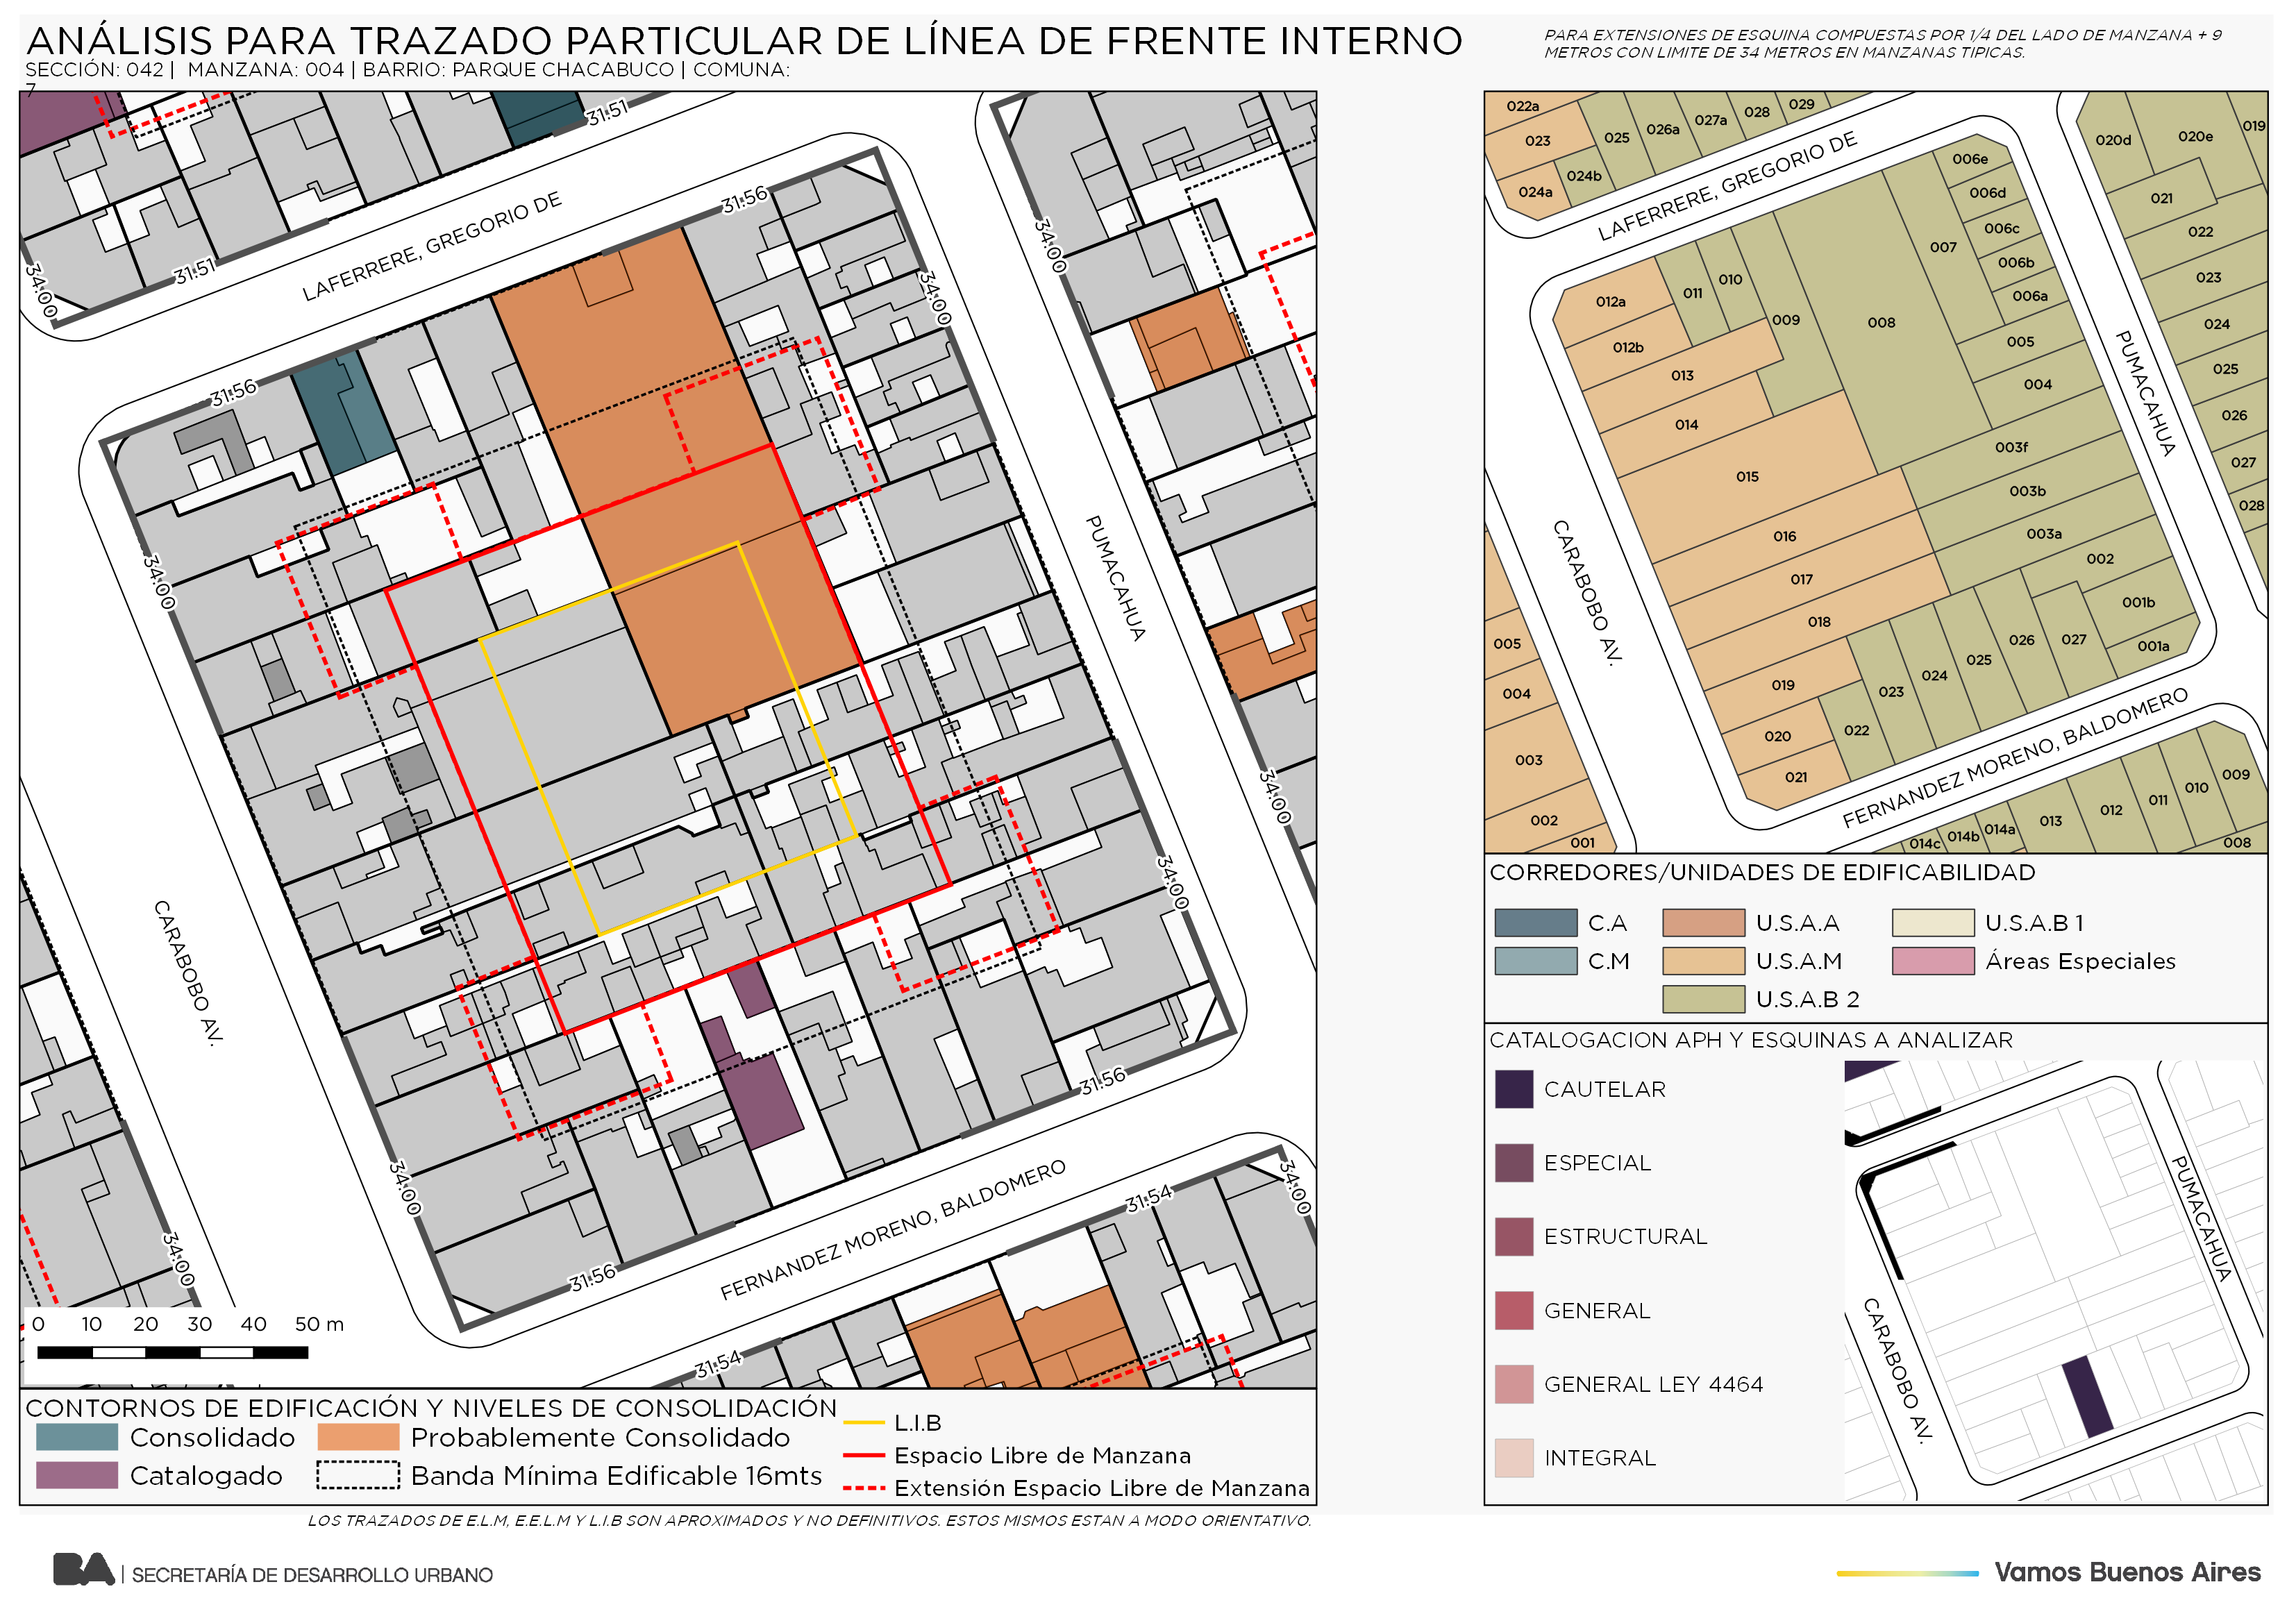 ANÁLISIS PARA TRAZADO PARTICULAR DE LÍNEA DE FRENTE INTERNO
SECCIÓN: 042 | MANZANA: 004 | BARRIO: PARQUE CHACABUCO | COMUNA:
7
PARA EXTENSIONES DE ESQUINA COMPUESTAS POR 1/4 DEL LADO DE MANZANA + 9
METROS CON LIMITE DE 34 METROS EN MANZANAS TIPICAS.
31.51
31.51
34.00
LAFERRERE, GREGORIO DE
31.56
31.56
34.00
34.00
34.00
PUMACAHUA
CARABOBO AV.
34.00
34.00
34.00
34.00
31.56
31.56
FERNANDEZ MORENO, BALDOMERO
31.54
31.54
34.00
0 10 20 30 40 50 m
CONTORNOS DE EDIFICACIÓN Y NIVELES DE CONSOLIDACIÓN
Consolidado
Probablemente Consolidado
Catalogado
Banda Mínima Edificable 16mts
L.I.B
Espacio Libre de Manzana
Extensión Espacio Libre de Manzana
LOS TRAZADOS DE E.L.M, E.E.L.M Y L.I.B SON APROXIMADOS Y NO DEFINITIVOS. ESTOS MISMOS ESTAN A MODO ORIENTATIVO.
022a
023
024a
024b
025
026a
027a
028
029
020d
020e
019
021
022
023
024
025
026
027
028
LAFERRERE, GREGORIO DE
006e
006d
006c
006b
006a
007
008
009
010
011
012a
012b
013
014
015
016
017
018
019
020
021
022
023
024
025
026
027
005
004
003f
003b
003a
002
001b
001a
PUMACAHUA
CARABOBO AV.
FERNANDEZ MORENO, BALDOMERO
005
004
003
002
001
014c
014b
014a
013
012
011
010
009
008
CORREDORES/UNIDADES DE EDIFICABILIDAD
C.A
U.S.A.A
U.S.A.B 1
C.M
U.S.A.M
Áreas Especiales
U.S.A.B 2
CATALOGACION APH Y ESQUINAS A ANALIZAR
CAUTELAR
ESPECIAL
ESTRUCTURAL
GENERAL
GENERAL LEY 4464
INTEGRAL
PUMACAHUA
CARABOBO AV.
BA | SECRETARÍA DE DESARROLLO URBANO
Vamos Buenos Aires